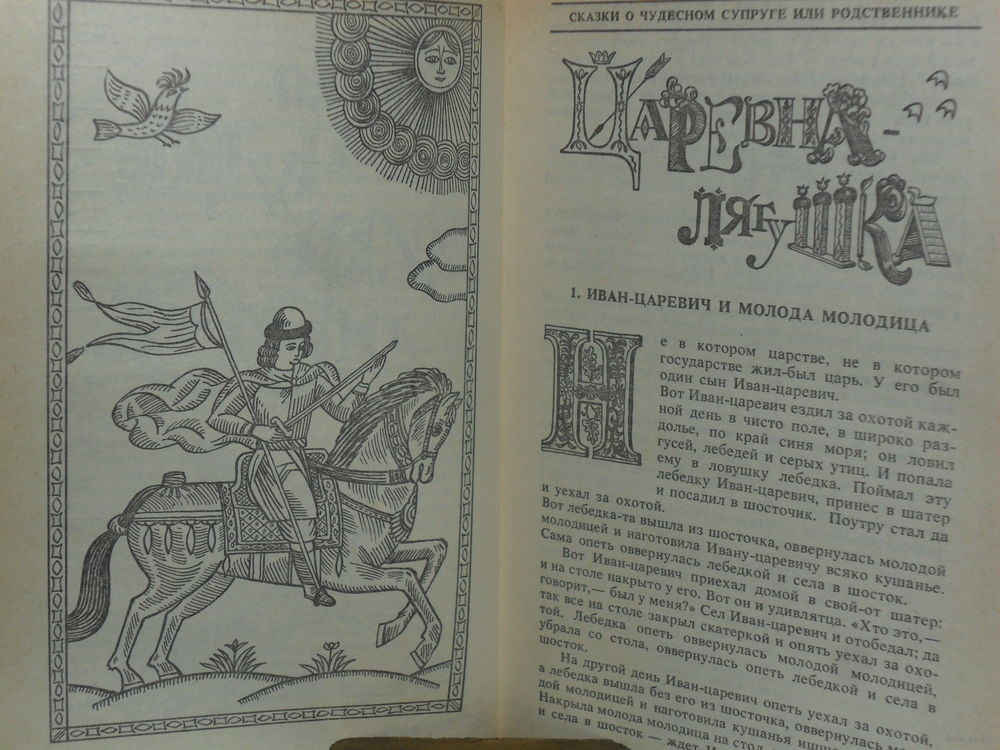 СКАЗКИ О ЧУДЕСНОМ СУПРУГЕ ИЛИ РОДСТВЕННИКЕ
ЦАРЕВНА-
ЛЯГУШКА
1. ИВАН-ЦАРЕВИЧ И МОЛОДА МОЛОДИЦА
Не в котором царстве, не в котором
государстве жил-был царь. У его был
один сын Иван-царевич.
Вот Иван-царевич ездил за охотой каж-
ной день в чисто поле, в широко раз-
долье, по край синя моря; он ловил
гусей, лебедей и серых утиц. И попала
ему в ловушку лебедка. Поймал эту
лебедку Иван-царевич, принес в шатер
и посадил в шосточик. Поутру стал да
и уехал за охотой.
Вот лебедка-та вышла из шосточка, оввернулась молодой
молодицей и наготовила Ивану-царевичу всяко кушанье.
Сама опеть оввернулась лебедкой и села в шосток.
Вот Иван-царевич приехал домой в свой-от шатер:
и на столе накрыто у его. Вот он и удивлятца. «Хто это,—
говорит,— был у меня?» Сел Иван-царевич и отобедал; да
так все на столе закрыл скатеркой и опять уехал за охо-
той. Лебедка опеть оввернулась молодой молодицей,
убрала со стола, оввернулась опеть лебедкой и села в
шосток.
На другой день Иван-царевич опеть уехал за охотой,
а лебедка вышла без его из шосточка, оввернулась моло-
дой молодицей и наготовила кушанья
Накрыла молода молодица на стол
и села в шосток — ждет